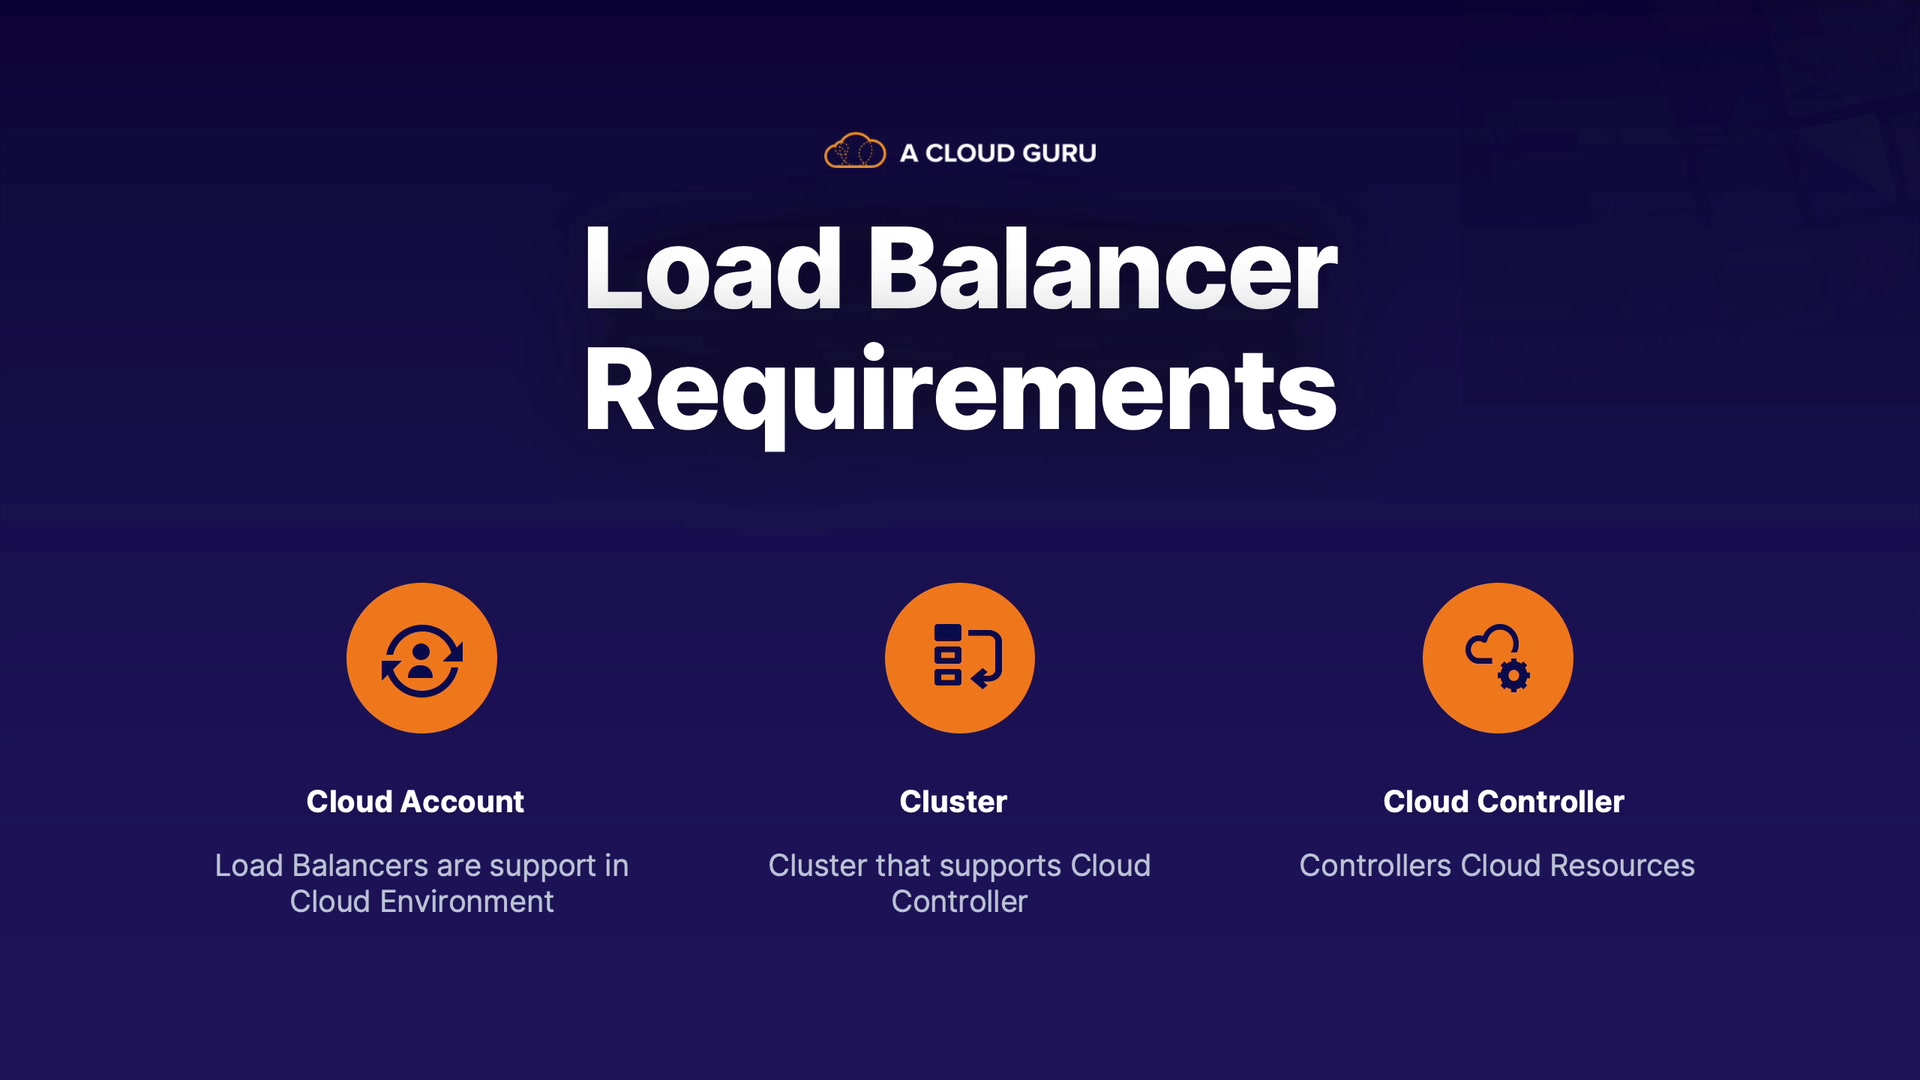 A CLOUD GURU
Load Balancer
Requirements
Cloud Account
Load Balancers are support in
Cloud Environment
Cluster
Cluster that supports Cloud
Controller
Cloud Controller
Controllers Cloud Resources